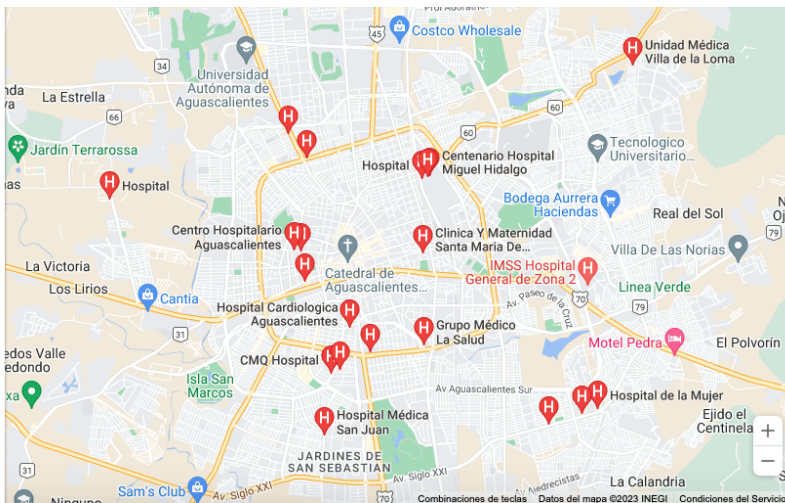 Prof Adoratriz
Costco Wholesale
45
Unidad Médica
Villa de la Loma
Universidad
Autónoma de
Aguascalientes
34
La Estrella
60
66
60
Jardín Terrarossa
Tecnologico
Universitario...
Hospital
Centenario Hospital
Miguel Hidalgo
Hospital
Bodega Aurrera
Haciendas
Real del Sol
79
Centro Hospitalario
Aguascalientes
Clinica Y Maternidad
Santa Maria De...
Villa De Las Norias
79
La Victoria
Catedral de
Aguascalientes...
IMSS Hospital
General de Zona 2
Los Lirios
Cantia
Linea Verde
70
Av. Paseo de la Cruz
Hospital Cardiologica
Aguascalientes
31
Grupo Médico
La Salud
Motel Pedra
El Polvorín
CMQ Hospital
31
Isla San
Marcos
Av Aguascalientes Sur
70
Hospital de la Mujer
Hospital Médica
San Juan
Ejido el
JARDINES DE
SAN SEBASTIAN
Av. Siglo XXI
La Calandria
Sam's Club
Av. Siglo XXI
70
Combinaciones de teclas
Datos del mapa ©2023 INEGI
Condiciones del Servicio